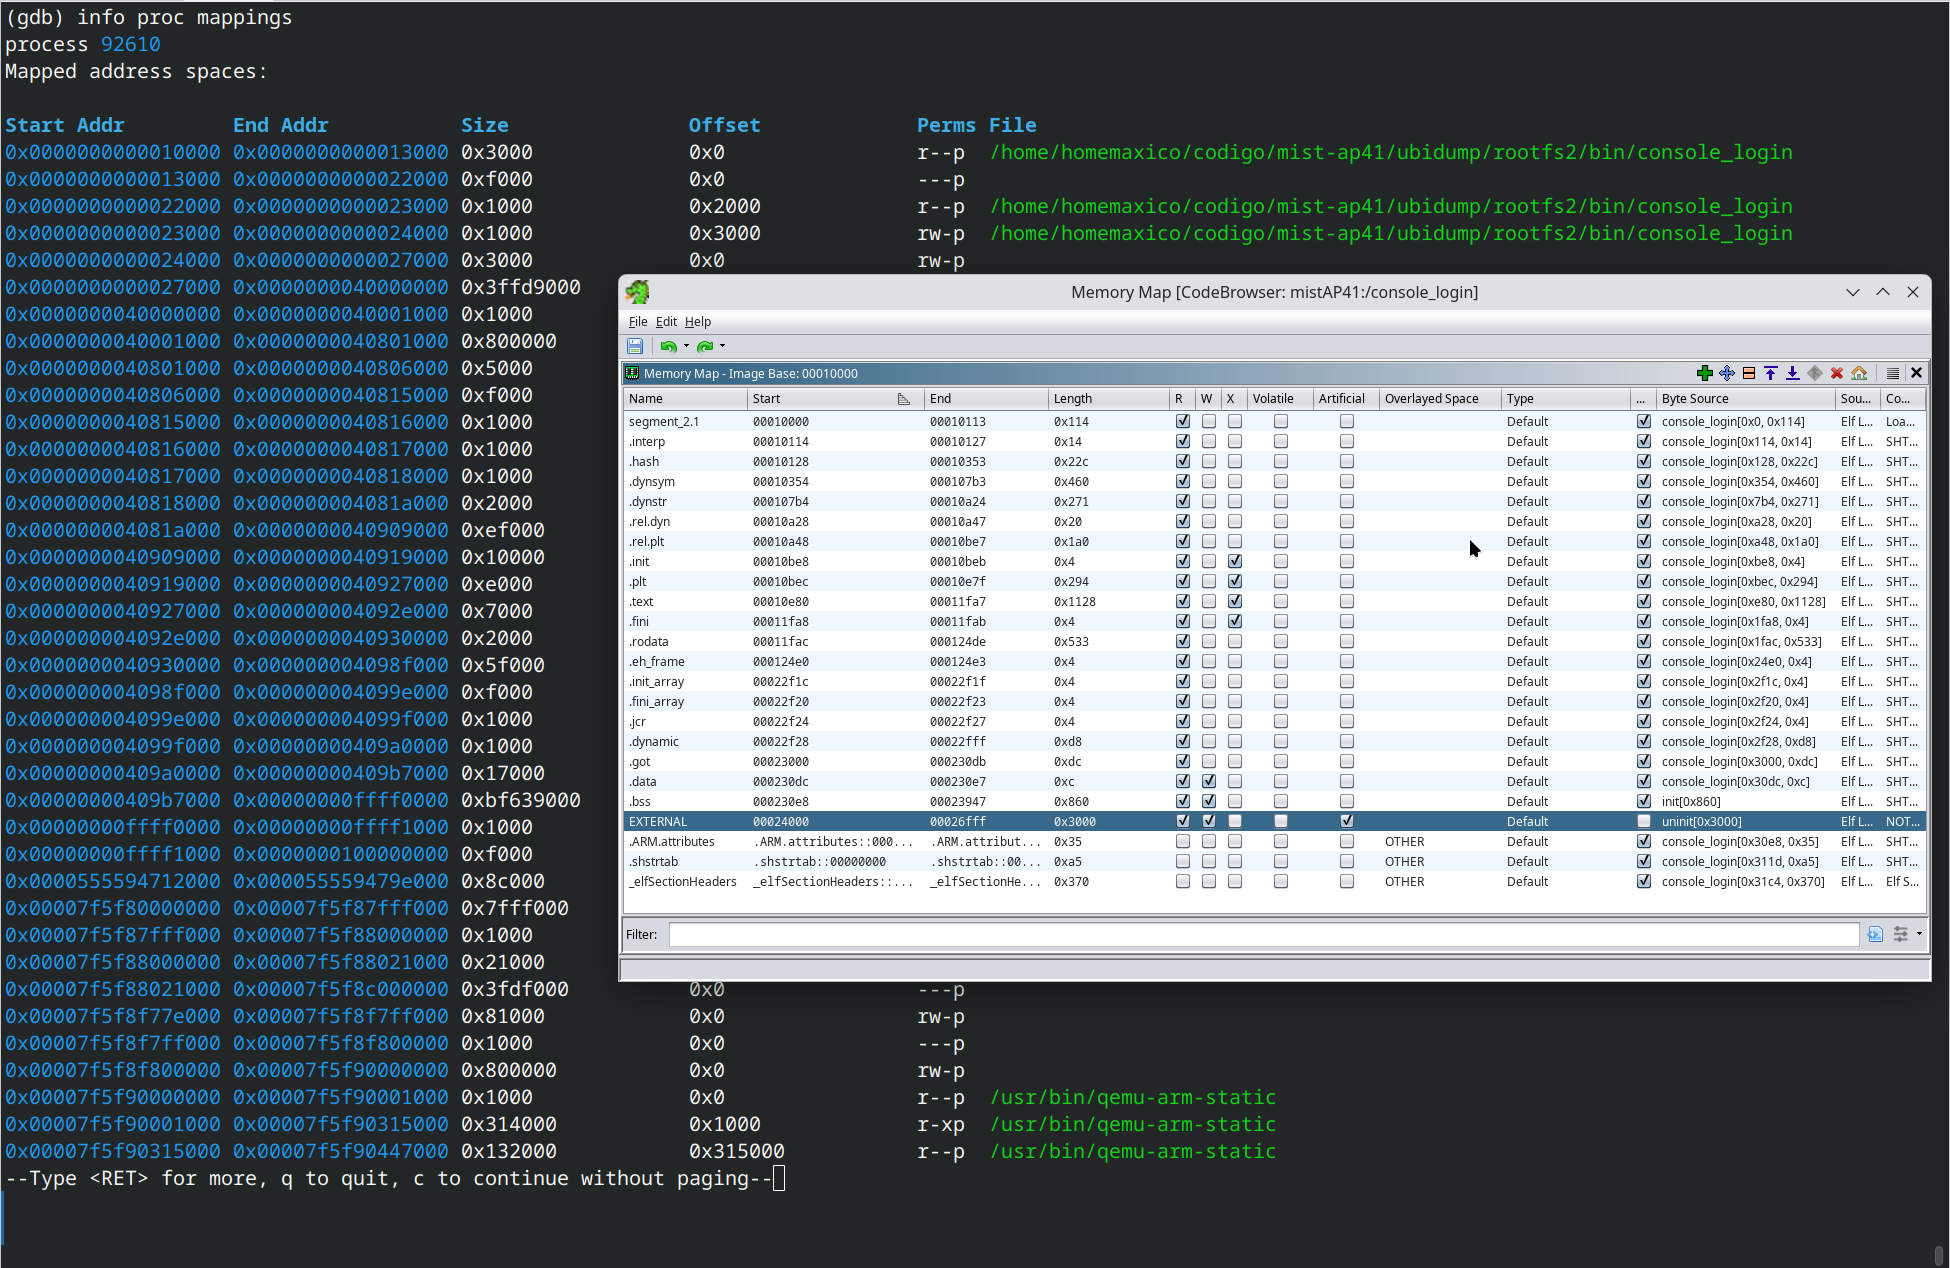 (gdb) info proc mappings
process 92610
Mapped address spaces:
Start Addr End Addr Size Offset Perms File
0x0000000000010000 0x0000000000013000 0x3000 0x0 r--p /home/homemaxico/codigo/mist-ap41/ubidump/rootfs2/bin/console_login
0x0000000000013000 0x0000000000022000 0xf000 0x0 ---p
0x0000000000022000 0x0000000000023000 0x1000 0x2000 r--p /home/homemaxico/codigo/mist-ap41/ubidump/rootfs2/bin/console_login
0x0000000000023000 0x0000000000024000 0x1000 0x3000 rw-p /home/homemaxico/codigo/mist-ap41/ubidump/rootfs2/bin/console_login
0x0000000000024000 0x0000000000027000 0x3000 0x0 rw-p
0x0000000000027000 0x0000000040000000 0x3ffd9000
0x0000000040000000 0x0000000040001000 0x1000
0x0000000040001000 0x0000000040801000 0x800000
0x0000000040801000 0x0000000040806000 0x5000
0x0000000040806000 0x0000000040815000 0xf000
0x0000000040815000 0x0000000040816000 0x1000
0x0000000040816000 0x0000000040817000 0x1000
0x0000000040817000 0x0000000040818000 0x1000
0x0000000040818000 0x000000004081a000 0x2000
0x000000004081a000 0x0000000040909000 0xef000
0x0000000040909000 0x0000000040919000 0x10000
0x0000000040919000 0x0000000040927000 0xe000
0x0000000040927000 0x000000004092e000 0x7000
0x000000004092e000 0x0000000040930000 0x2000
0x0000000040930000 0x000000004098f000 0x5f000
0x000000004098f000 0x000000004099e000 0xf000
0x000000004099e000 0x000000004099f000 0x1000
0x000000004099f000 0x00000000409a0000 0x1000
0x00000000409a0000 0x00000000409b7000 0x17000
0x00000000409b7000 0x00000000ffff0000 0xbf639000
0x00000000ffff0000 0x00000000ffff1000 0x1000
0x00000000ffff1000 0x0000000100000000 0xf000
0x0000555594712000 0x000055559479e000 0x8c000
0x00007f5f80000000 0x00007f5f87fff000 0x7fff000
0x00007f5f87fff000 0x00007f5f88000000 0x1000
0x00007f5f88000000 0x00007f5f88021000 0x21000
0x00007f5f88021000 0x00007f5f8c000000 0x3fdf000 0x0 ---p
0x00007f5f8f77e000 0x00007f5f8f7ff000 0x81000 0x0 rw-p
0x00007f5f8f7ff000 0x00007f5f8f800000 0x1000 0x0 ---p
0x00007f5f8f800000 0x00007f5f90000000 0x800000 0x0 rw-p
0x00007f5f90000000 0x00007f5f90001000 0x1000 0x0 r--p /usr/bin/qemu-arm-static
0x00007f5f90001000 0x00007f5f90315000 0x314000 0x1000 r-xp /usr/bin/qemu-arm-static
0x00007f5f90315000 0x00007f5f90447000 0x132000 0x315000 r--p /usr/bin/qemu-arm-static
--Type <RET> for more, q to quit, c to continue without paging--
Memory Map [CodeBrowser: mistAP41:/console_login]
File Edit Help
Memory Map - Image Base: 00010000
Name Start End Length R W X Volatile Artificial Overlayed Space Type ... Byte Source Sou... Co...
segment_2.1 00010000 00010113 0x114 Default console_login[0x0, 0x114] Elf L... Loa...
.interp 00010114 00010127 0x14 Default console_login[0x114, 0x14] Elf L... SHT...
.hash 00010128 00010353 0x22c Default console_login[0x128, 0x22c] Elf L... SHT...
.dynsym 00010354 000107b3 0x460 Default console_login[0x354, 0x460] Elf L... SHT...
.dynstr 000107b4 00010a24 0x271 Default console_login[0x7b4, 0x271] Elf L... SHT...
.rel.dyn 00010a28 00010a47 0x20 Default console_login[0xa28, 0x20] Elf L... SHT...
.rel.plt 00010a48 00010be7 0x1a0 Default console_login[0xa48, 0x1a0] Elf L... SHT...
.init 00010be8 00010beb 0x4 Default console_login[0xbe8, 0x4] Elf L... SHT...
.plt 00010bec 00010e7f 0x294 Default console_login[0xbec, 0x294] Elf L... SHT...
.text 00010e80 00011fa7 0x1128 Default console_login[0xe80, 0x1128] Elf L... SHT...
.fini 00011fa8 00011fab 0x4 Default console_login[0x1fa8, 0x4] Elf L... SHT...
.rodata 00011fac 000124de 0x533 Default console_login[0x1fac, 0x533] Elf L... SHT...
.eh_frame 000124e0 000124e3 0x4 Default console_login[0x24e0, 0x4] Elf L... SHT...
.init_array 00022f1c 00022f1f 0x4 Default console_login[0x2f1c, 0x4] Elf L... SHT...
.fini_array 00022f20 00022f23 0x4 Default console_login[0x2f20, 0x4] Elf L... SHT...
.jcr 00022f24 00022f27 0x4 Default console_login[0x2f24, 0x4] Elf L... SHT...
.dynamic 00022f28 00022fff 0xd8 Default console_login[0x2f28, 0xd8] Elf L... SHT...
.got 00023000 000230db 0xdc Default console_login[0x3000, 0xdc] Elf L... SHT...
.data 000230dc 000230e7 0xc Default console_login[0x30dc, 0xc] Elf L... SHT...
.bss 000230e8 00023947 0x860 Default init[0x860] Elf L... SHT...
EXTERNAL 00024000 00026fff 0x3000 Default uninit[0x3000] Elf L... NOT...
.ARM.attributes .ARM.attributes::000... .ARM.attribut... 0x35 OTHER Default console_login[0x30e8, 0x35] Elf L... SHT...
.shstrtab .shstrtab::00000000 .shstrtab::00... 0xa5 OTHER Default console_login[0x311d, 0xa5] Elf L... SHT...
_elfSectionHeaders _elfSectionHeaders::... _elfSectionHe... 0x370 OTHER Default console_login[0x31c4, 0x370] Elf L... Elf S...
Filter: